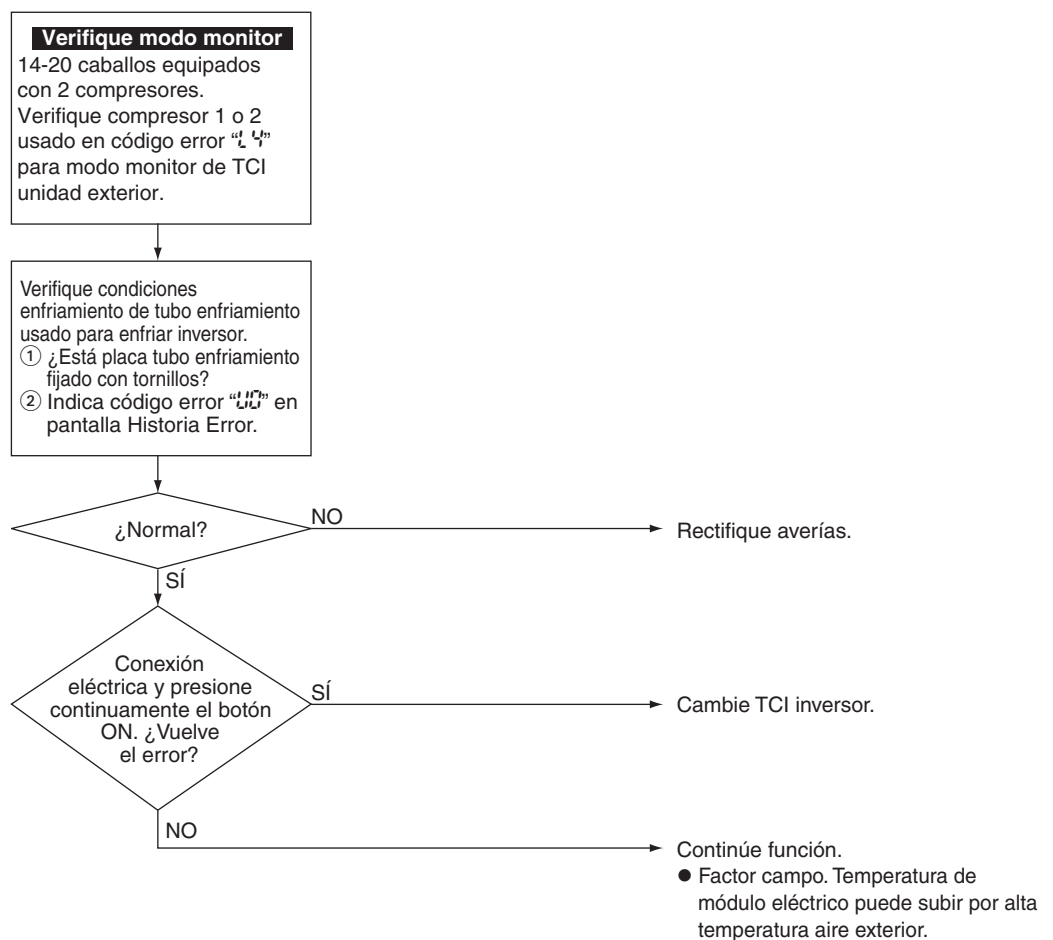 Verifique modo monitor
14-20 caballos equipados
con 2 compresores.
Verifique compresor 1 o 2
usado en código error “L4”
para modo monitor de TCI
unidad exterior.
Verifique condiciones
enfriamiento de tubo enfriamiento
usado para enfriar inversor.
① ¿Está placa tubo enfriamiento
fijado con tornillos?
② Indica código error “U0” en
pantalla Historia Error.
¿Normal?
NO
Rectifique averías.
SÍ
Conexión
eléctrica y presione
continuamente el botón
ON. ¿Vuelve
el error?
SÍ
Cambie TCI inversor.
NO
Continúe función.
● Factor campo. Temperatura de
módulo eléctrico puede subir por alta
temperatura aire exterior.